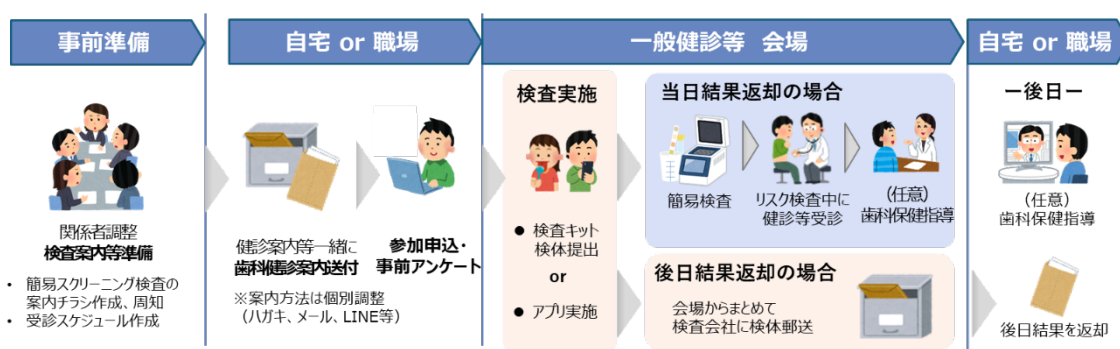 事前準備
自宅 or 職場
一般健診等 会場
自宅 or 職場
関係者調整
検査案内等準備
• 簡易スクリーニング検査の
案内チラシ作成、周知
• 受診スケジュール作成
健診案内等一緒に
歯科健診案内送付
※案内方法は個別調整
（ハガキ、メール、LINE等）
参加申込・
事前アンケート
検査実施
● 検査キット
検体提出
or
● アプリ実施
当日結果返却の場合
簡易検査
リスク検査中に
健診等受診
(任意)
歯科保健指導
後日結果返却の場合
会場からまとめて
検査会社に検体郵送
ー後日ー
(任意)
歯科保健指導
後日結果を返却